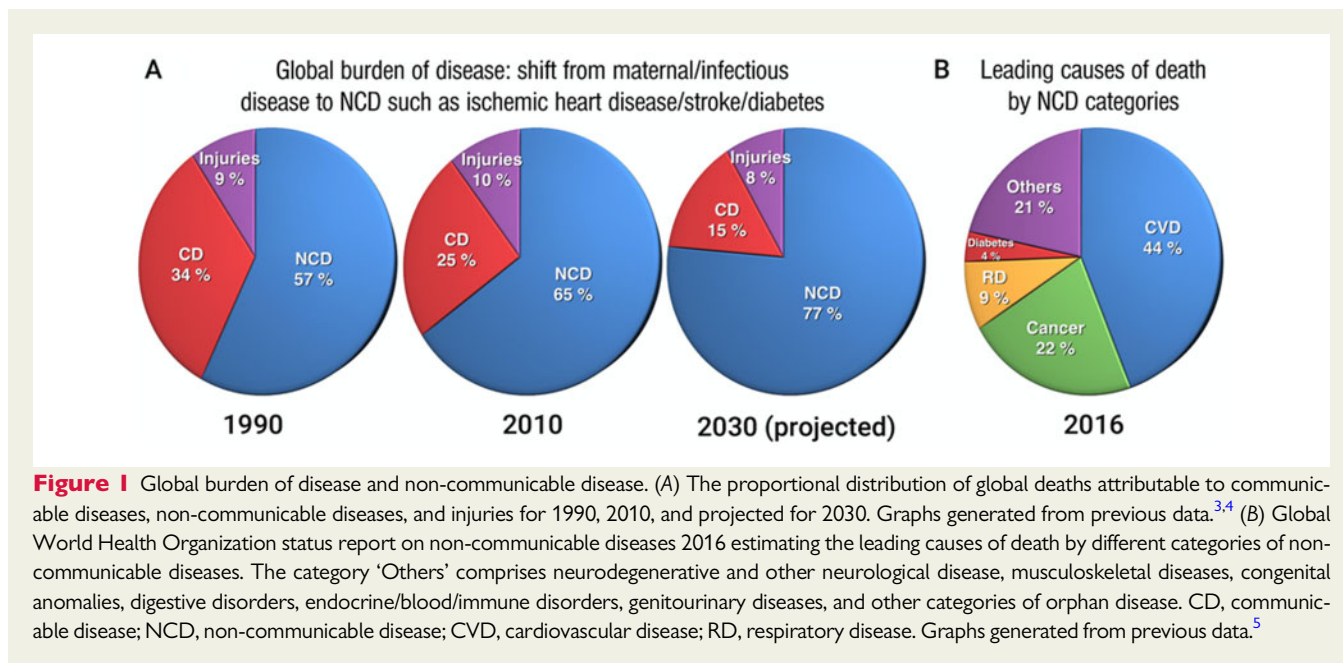 A
Global burden of disease: shift from maternal/infectious
disease to NCD such as ischemic heart disease/stroke/diabetes
Injuries
9 %
CD
34 %
NCD
57 %
1990
Injuries
10 %
CD
25 %
NCD
65 %
2010
Injuries
8 %
CD
15 %
NCD
77 %
2030 (projected)
B
Leading causes of death
by NCD categories
Others
21 %
CVD
44 %
Diabetes
4 %
RD
9 %
Cancer
22 %
2016
Figure 1 Global burden of disease and non-communicable disease. (A) The proportional distribution of global deaths attributable to communic-
able diseases, non-communicable diseases, and injuries for 1990, 2010, and projected for 2030. Graphs generated from previous data.3,4 (B) Global
World Health Organization status report on non-communicable diseases 2016 estimating the leading causes of death by different categories of non-
communicable diseases. The category ‘Others’ comprises neurodegenerative and other neurological disease, musculoskeletal diseases, congenital
anomalies, digestive disorders, endocrine/blood/immune disorders, genitourinary diseases, and other categories of orphan disease. CD, communic-
able disease; NCD, non-communicable disease; CVD, cardiovascular disease; RD, respiratory disease. Graphs generated from previous data.5